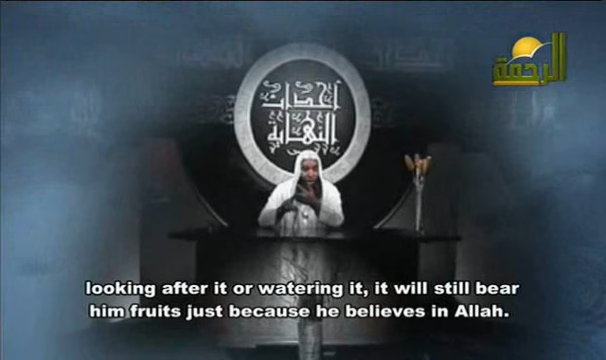 الرحمة
أحداث
النهاية
looking after it or watering it, it will still bear
him fruits just because he believes in Allah.